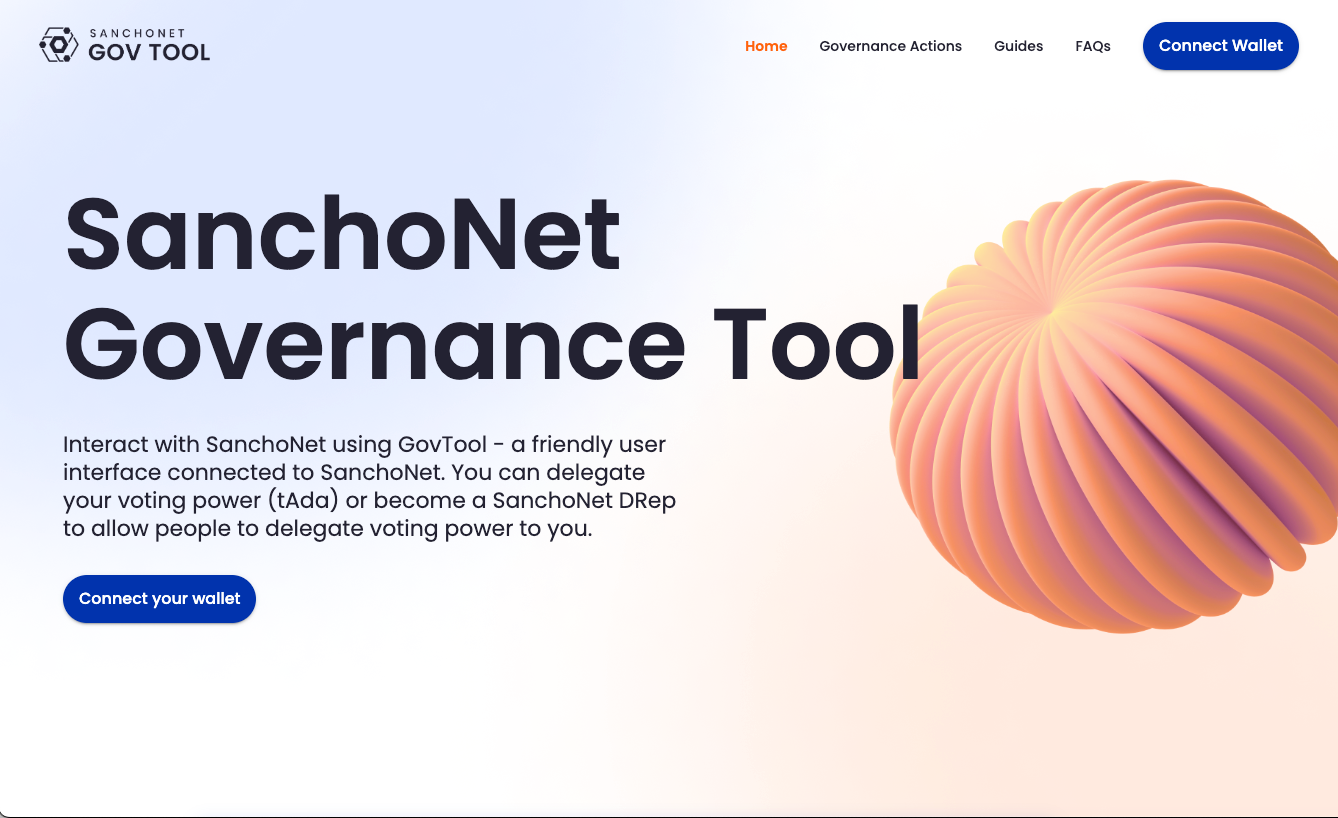 SANCHONET
GOV TOOL
Home
Governance Actions
Guides
FAQs
Connect Wallet
SanchoNet
Governance Tool
Interact with SanchoNet using GovTool - a friendly user
interface connected to SanchoNet. You can delegate
your voting power (tAda) or become a SanchoNet DRep
to allow people to delegate voting power to you.
Connect your wallet